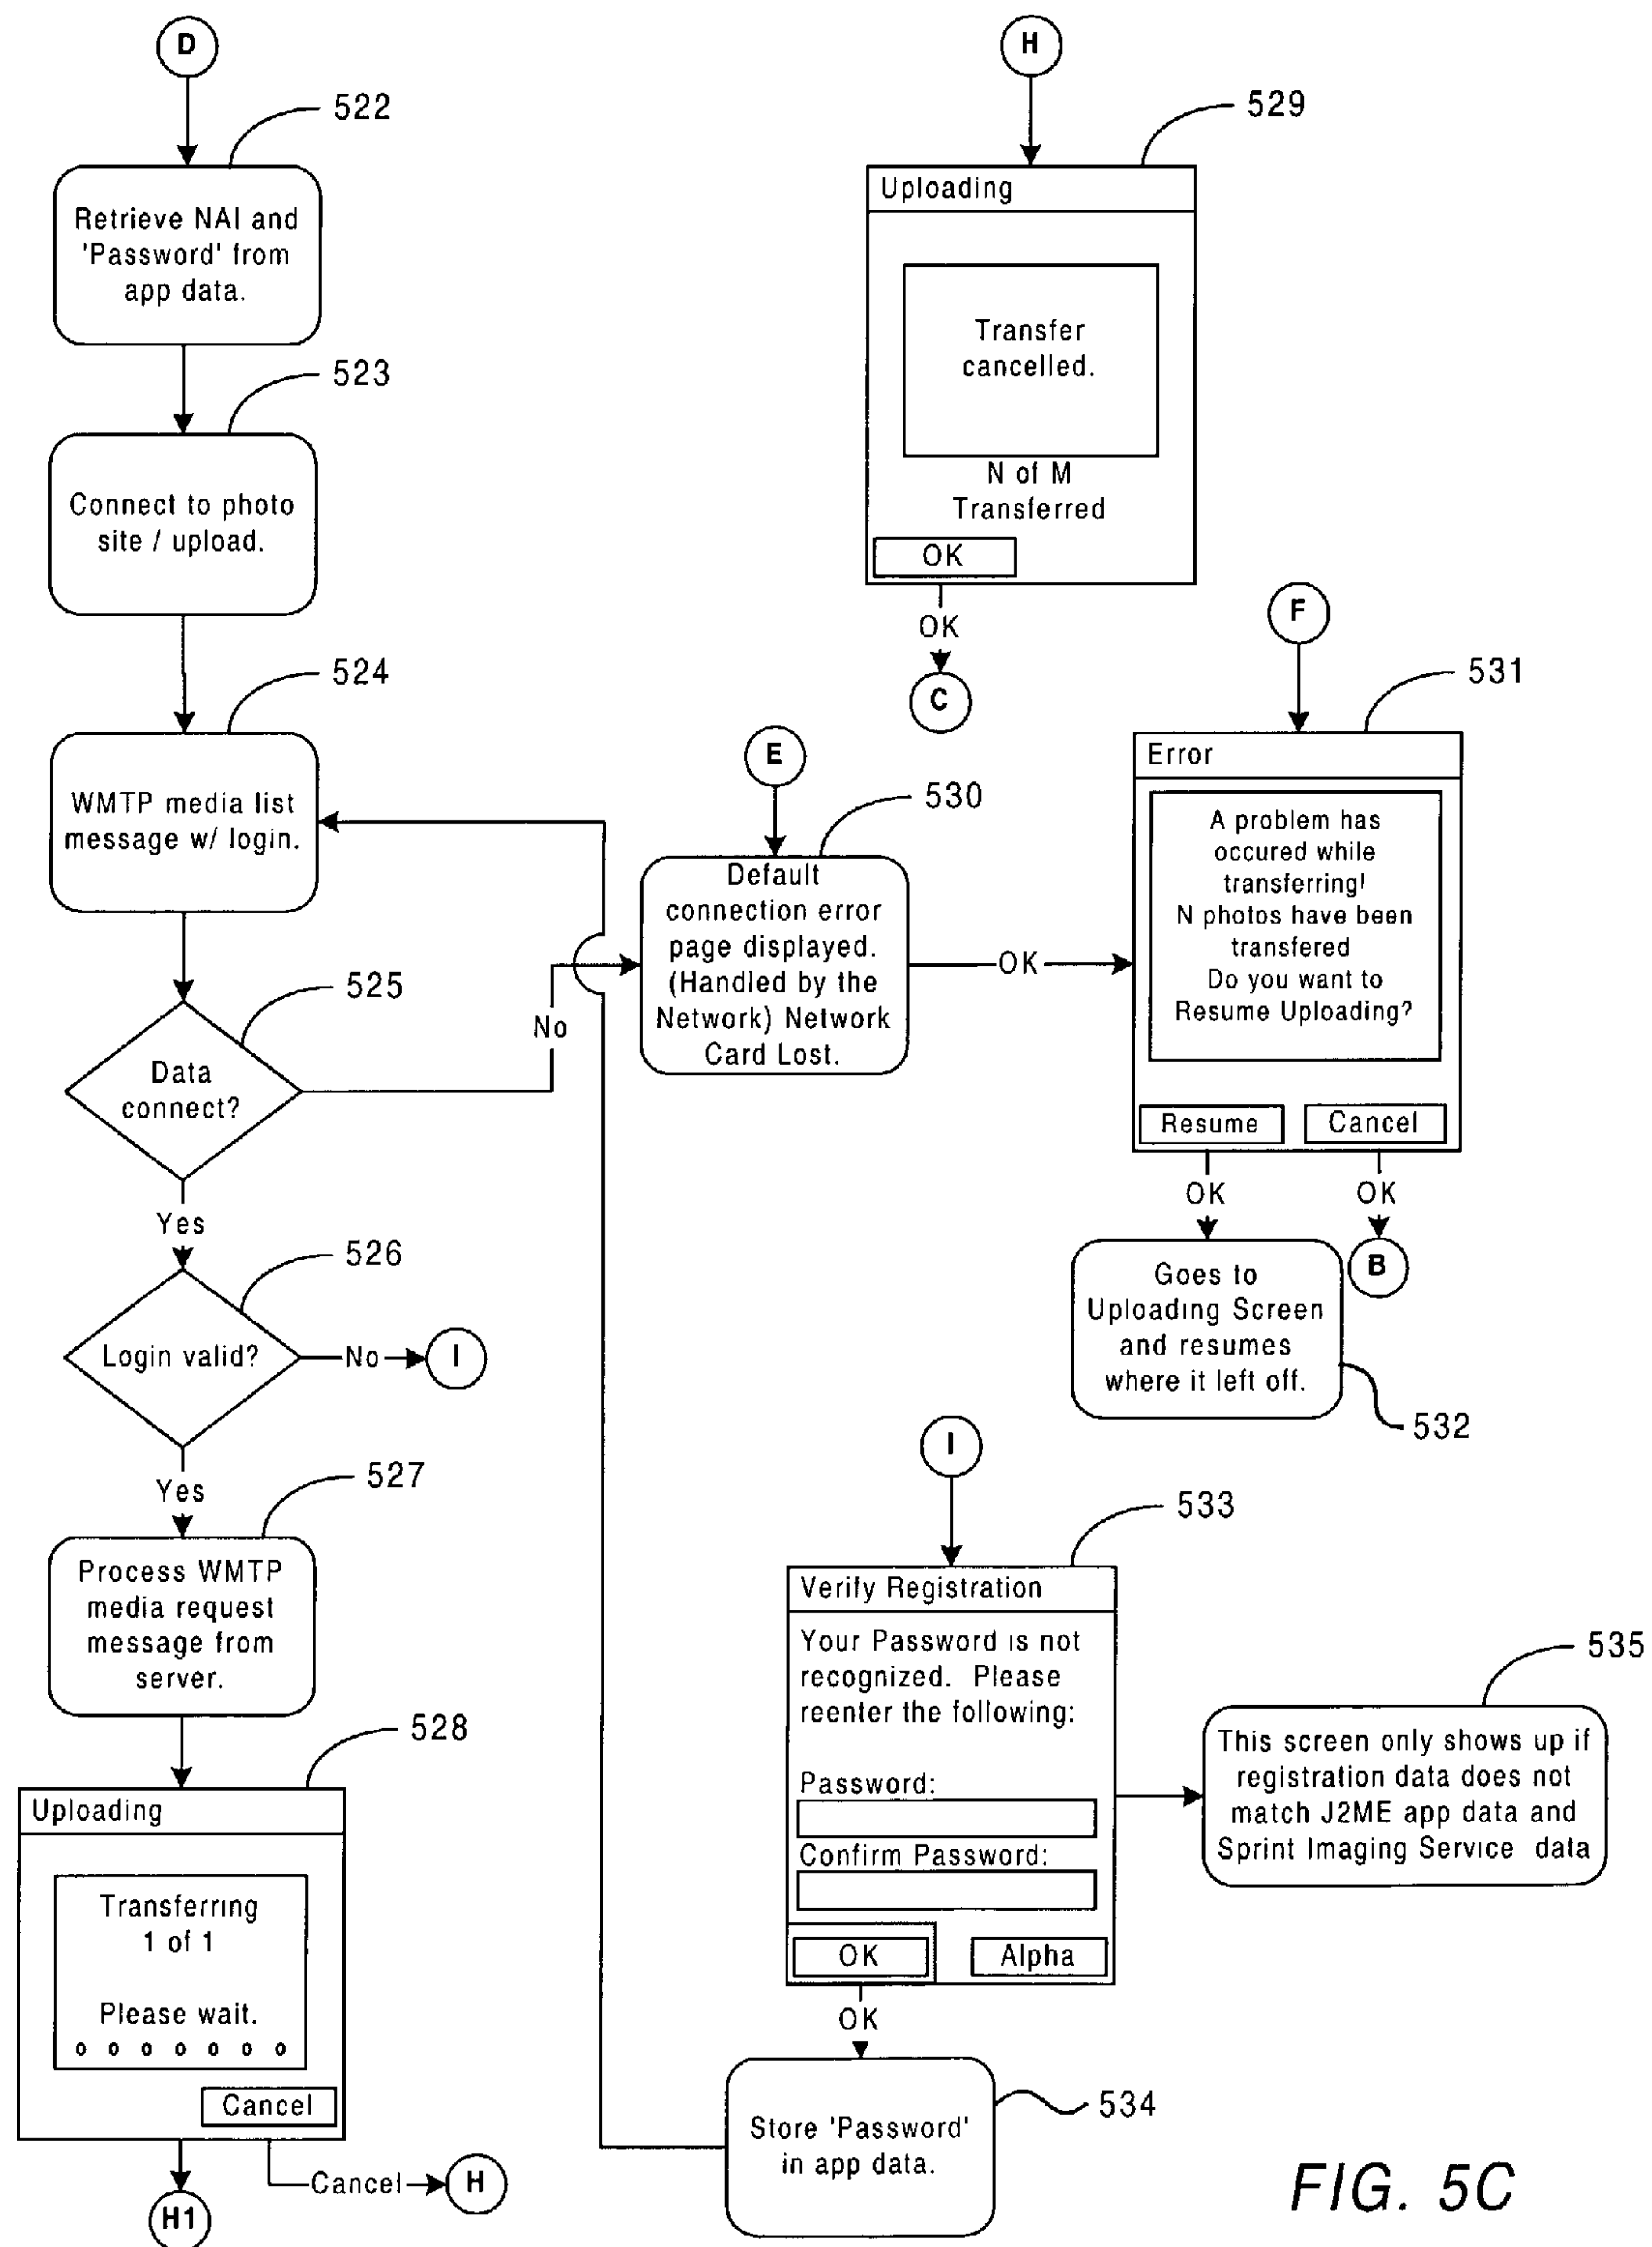 D
522
Retrieve NAI and
'Password' from
app data.
523
Connect to photo
site / upload.
524
WMTP media list
message w/ login.
525
Data
connect?
No
Yes
526
Login valid?
No
I
Yes
527
Process WMTP
media request
message from
server.
528
Uploading
Transferring
1 of 1
Please wait.
o o o o o o o
Cancel
Cancel
H
H1
H
529
Uploading
Transfer
cancelled.
N of M
Transferred
OK
OK
C
E
530
Default
connection error
page displayed.
(Handled by the
Network) Network
Card Lost.
OK
F
531
Error
A problem has
occured while
transferring!
N photos have been
transfered
Do you want to
Resume Uploading?
Resume
Cancel
OK
OK
B
Goes to
Uploading Screen
and resumes
where it left off.
532
I
533
Verify Registration
Your Password is not
recognized. Please
reenter the following:
Password:
Confirm Password:
OK
Alpha
OK
535
This screen only shows up if
registration data does not
match J2ME app data and
Sprint Imaging Service data
534
Store 'Password'
in app data.
FIG. 5C